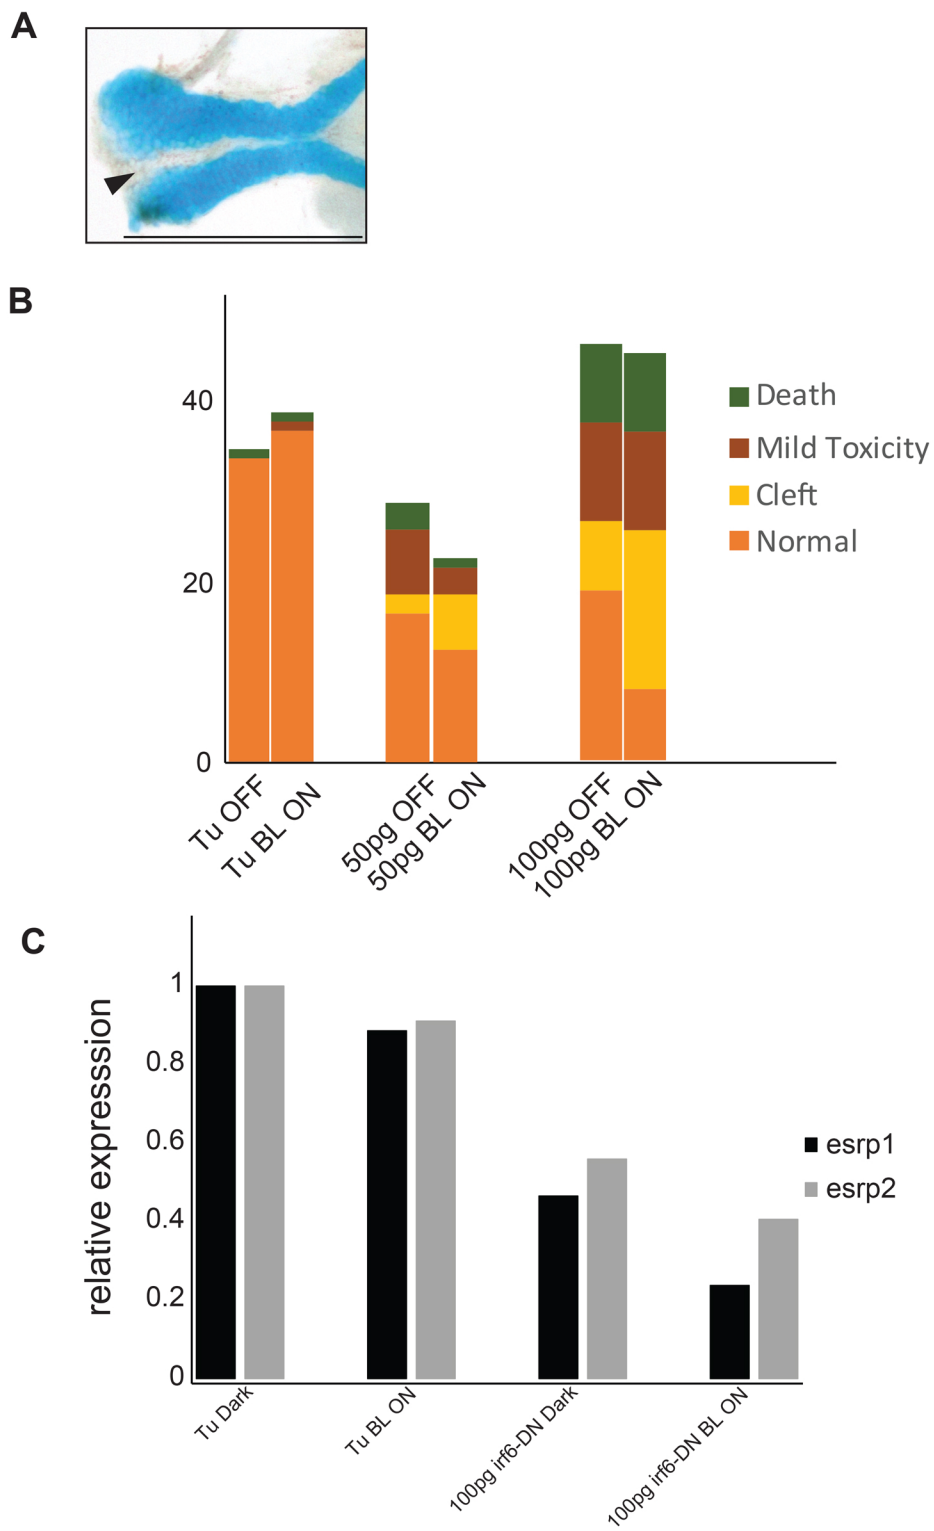 A
B
40
20
0
Death
Mild Toxicity
Cleft
Normal
Tu OFF
Tu BL ON
50pg OFF
50pg BL ON
100pg OFF
100pg BL ON
C
relative expresssion
1
0.8
0.6
0.4
0.2
0
esrp1
esrp2
Tu Dark
Tu BL ON
100pg irf6-DN Dark
100pg irf6-DN BL ON